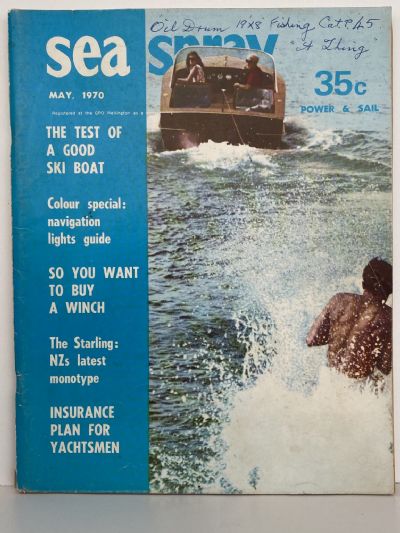 Oil Drum 19x8 Fishing Cat. P45
"A Thing"
sea spray
MAY, 1970
Registered at the GPO Wellington as a
35c
POWER & SAIL
THE TEST OF
A GOOD
SKI BOAT
Colour special:
navigation
lights guide
SO YOU WANT
TO BUY
A WINCH
The Starling:
NZs latest
monotype
INSURANCE
PLAN FOR
YACHTSMEN